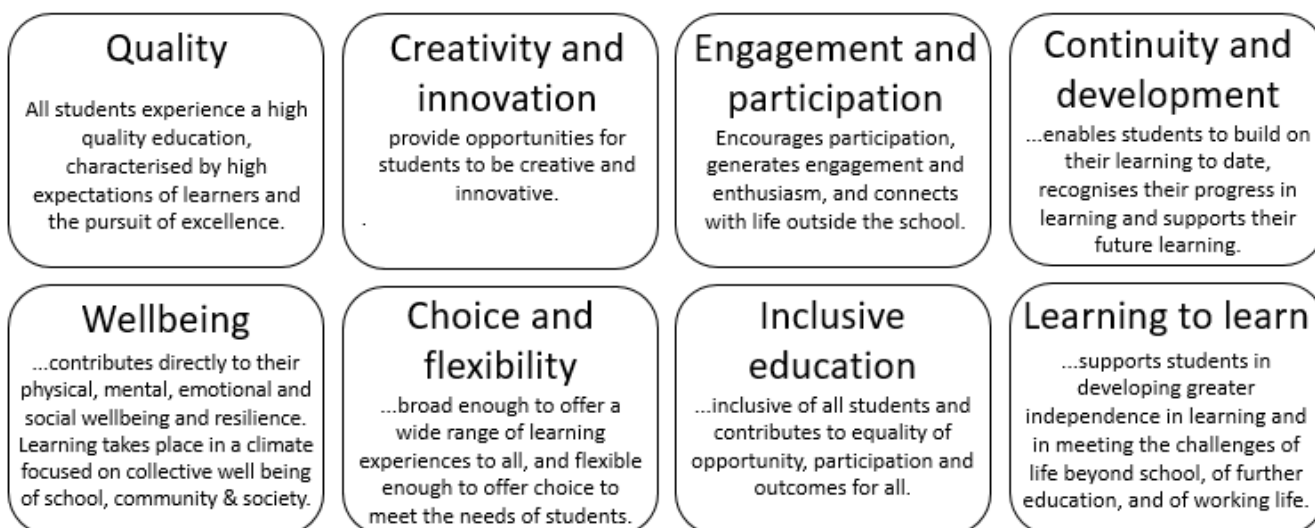 Quality
All students experience a high
quality education,
characterised by high
expectations of learners and
the pursuit of excellence.
Creativity and
innovation
provide opportunities for
students to be creative and
innovative.
.
Engagement and
participation
Encourages participation,
generates engagement and
enthusiasm, and connects
with life outside the school.
Continuity and
development
...enables students to build on
their learning to date,
recognises their progress in
learning and supports their
future learning.
Wellbeing
...contributes directly to their
physical, mental, emotional and
social wellbeing and resilience.
Learning takes place in a climate
focused on collective well being
of school, community & society.
Choice and
flexibility
...broad enough to offer a
wide range of learning
experiences to all, and flexible
enough to offer choice to
meet the needs of students.
Inclusive
education
...inclusive of all students and
contributes to equality of
opportunity, participation and
outcomes for all.
Learning to learn
...supports students in
developing greater
independence in learning and
in meeting the challenges of
life beyond school, of further
education, and of working life.